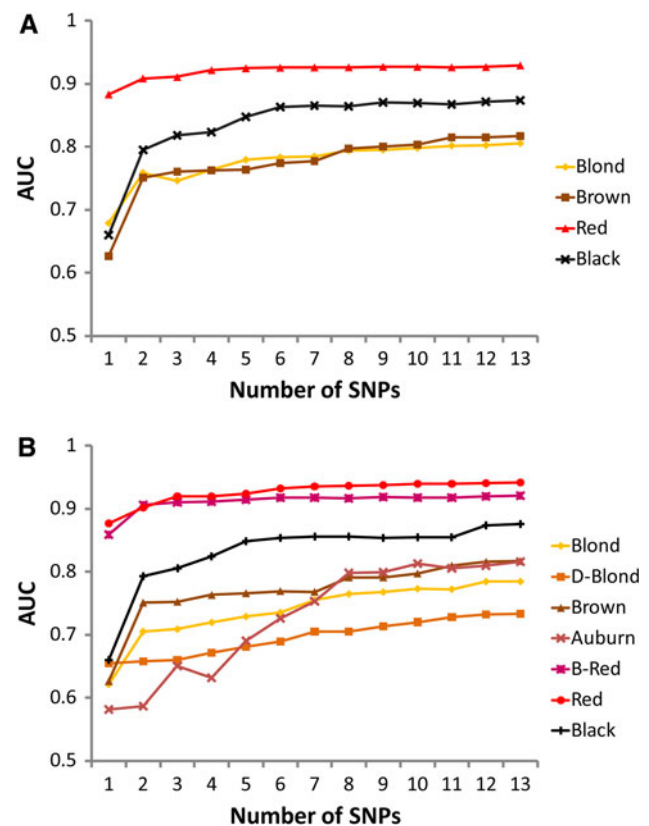 A
1
0.9
0.8
0.7
0.6
0.5
AUC
1 2 3 4 5 6 7 8 9 10 11 12 13
Number of SNPs
Blond
Brown
Red
Black
B
1
0.9
0.8
0.7
0.6
0.5
AUC
1 2 3 4 5 6 7 8 9 10 11 12 13
Number of SNPs
Blond
D-Blond
Brown
Auburn
B-Red
Red
Black